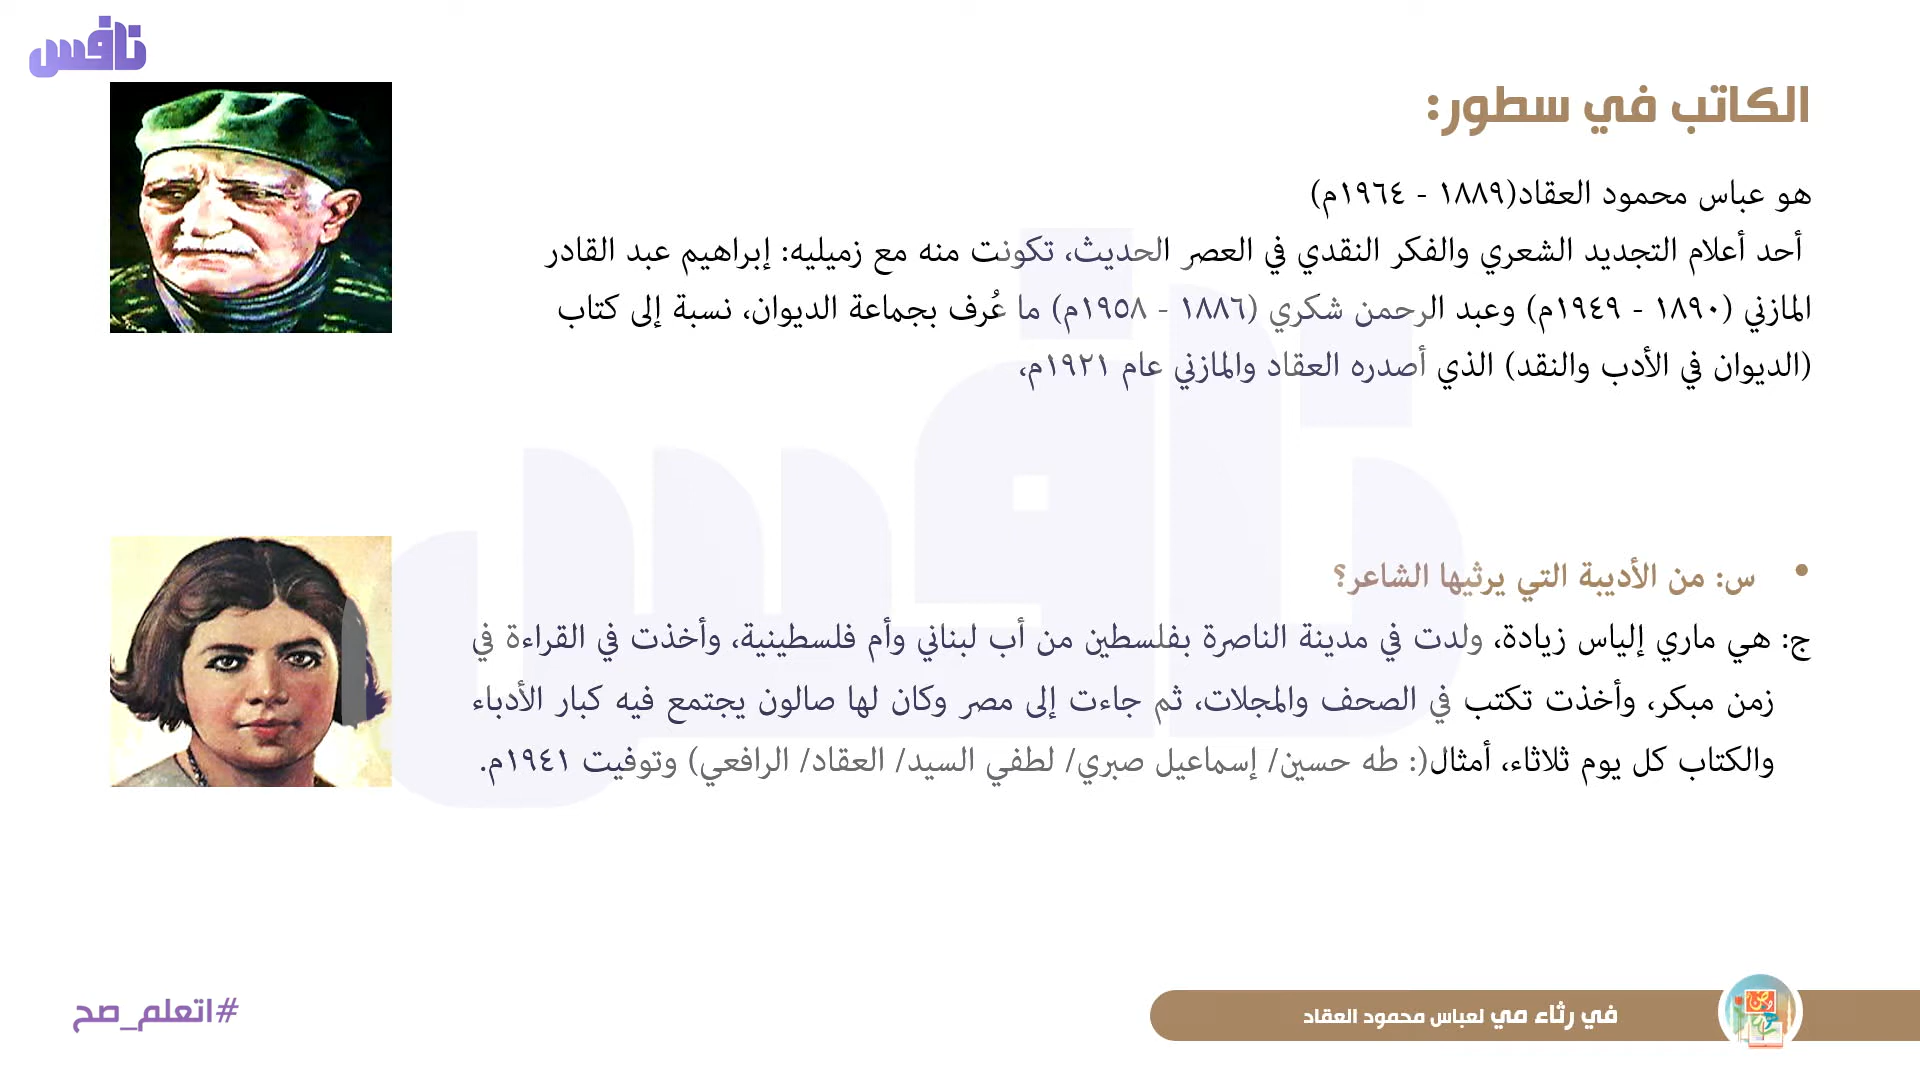 نافس
الكاتب في سطور:
هو عباس محمود العقاد(١٨٨٩ - ١٩٦٤م)
أحد أعلام التجديد الشعري والفكر النقدي في العصر الحديث، تكونت منه مع زميليه: إبراهيم عبد القادر
المازني (١٨٩٠ - ١٩٤٩م) وعبد الرحمن شكري (١٨٨٦ - ١٩٥٨م) ما عُرف بجماعة الديوان، نسبة إلى كتاب
(الديوان في الأدب والنقد) الذي أصدره العقاد والمازني عام ١٩٢١م،
• س: من الأديبة التي يرثيها الشاعر؟
ج: هي ماري إلياس زيادة، ولدت في مدينة الناصرة بفلسطين من أب لبناني وأم فلسطينية، وأخذت في القراءة في
زمن مبكر، وأخذت تكتب في الصحف والمجلات، ثم جاءت إلى مصر وكان لها صالون يجتمع فيه كبار الأدباء
والكتاب كل يوم ثلاثاء، أمثال(: طه حسين/ إسماعيل صبري/ لطفي السيد/ العقاد/ الرافعي) وتوفيت ١٩٤١م.
في رثاء مي لعباس محمود العقاد
#اتعلم_صح